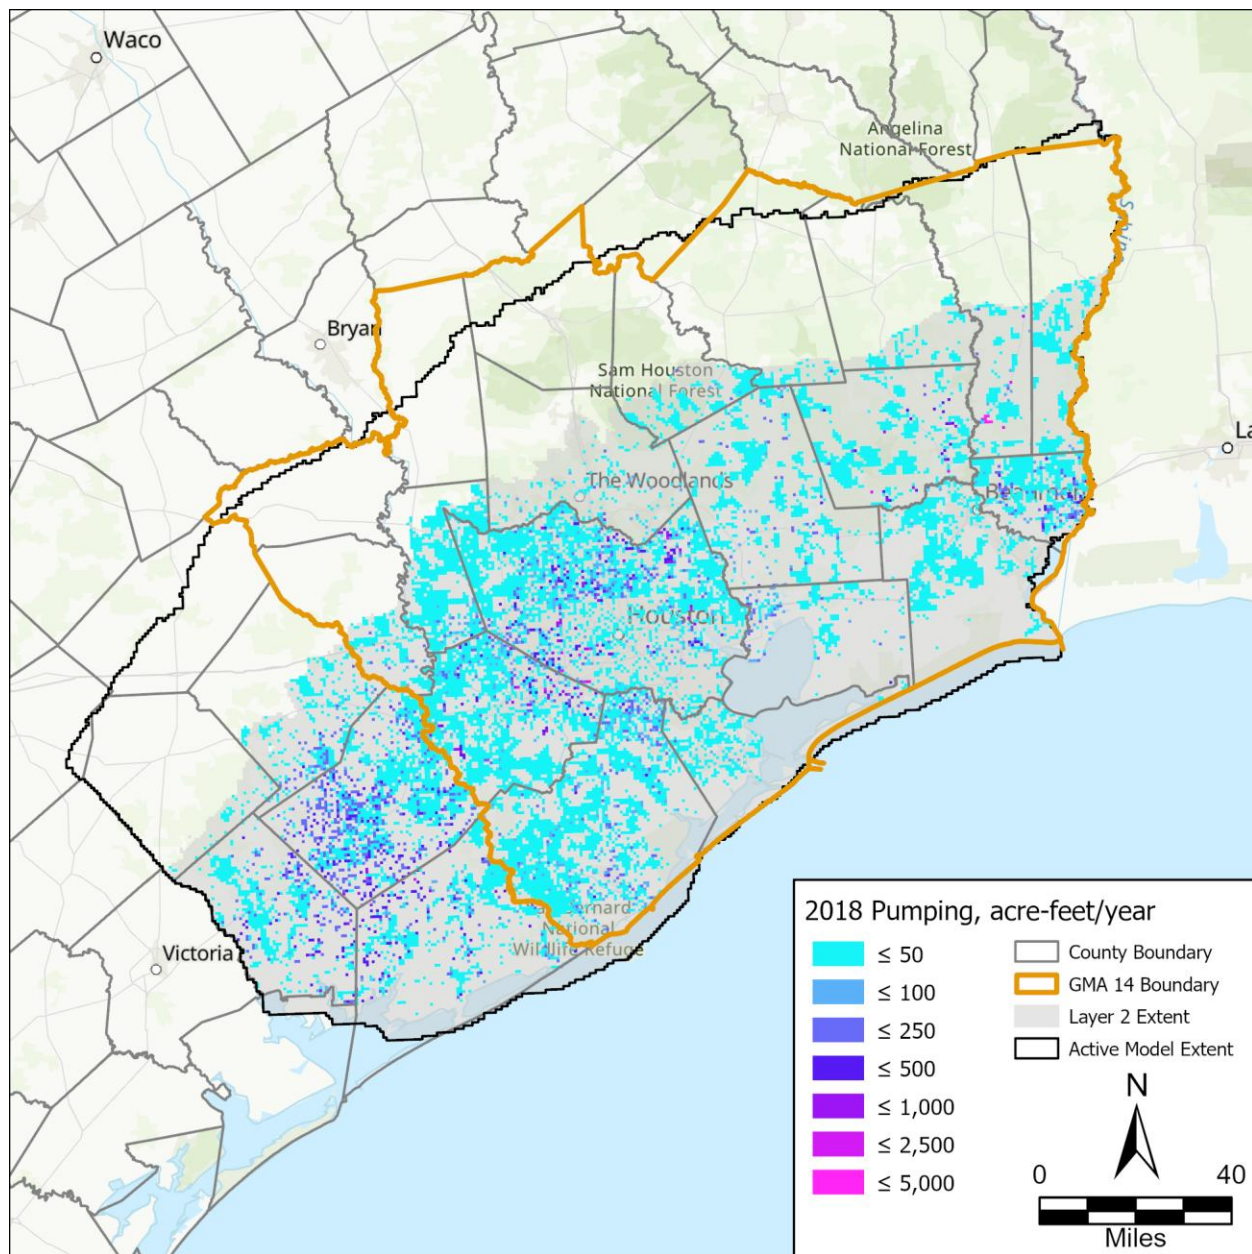 Waco
Angelina
National Forest
Bryan
Sam Houston
National Forest
The Woodlands
Houston
Victoria
National
Wildlife Refuge
2018 Pumping, acre-feet/year
≤ 50
≤ 100
≤ 250
≤ 500
≤ 1,000
≤ 2,500
≤ 5,000
County Boundary
GMA 14 Boundary
Layer 2 Extent
Active Model Extent
N
0
40
Miles
La